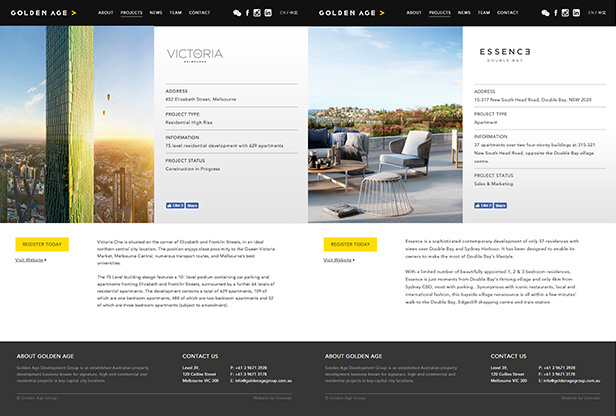 GOLDEN AGE >
ABOUT PROJECTS NEWS TEAM CONTACT
EN / 中文
VICTORIA
MELBOURNE
ADDRESS
452 Elizabeth Street, Melbourne
PROJECT TYPE
Residential High Rise
INFORMATION
75 level residential development with 629 apartments
PROJECT STATUS
Construction in Progress
Like 0 Share
REGISTER TODAY
Visit Website
Victoria One is situated on the corner of Elizabeth and Franklin Streets, in an ideal
northern central city location. The position enjoys close proximity to the Queen Victoria
Market, Melbourne Central, numerous transport routes, and Melbourne's best
universities.
The 75 Level building design features a 10 level podium containing car parking and
apartments fronting Elizabeth and Franklin Streets, surmounted by a further 65 levels of
residential apartments. The development contains a total of 629 apartments, 109 of
which are one bedroom apartments, 488 of which are two bedroom apartments and 32
of which are three bedroom apartments (subject to amendment).
ABOUT GOLDEN AGE
Golden Age Development Group is an established Australian property
development business known for signature, high end commercial and
residential projects in key capital city locations.
CONTACT US
Level 29,
120 Collins Street
Melbourne VIC 300
P: +61 3 9671 3928
F: +61 3 9671 3178
E: info@goldenagegroup.com.au
© Golden Age Group
Website by
GOLDEN AGE >
ABOUT PROJECTS NEWS TEAM CONTACT
EN / 中文
ESSENCE
DOUBLE BAY
ADDRESS
15-317 New South Head Road, Double Bay, NSW 2028
PROJECT TYPE
Apartment
INFORMATION
37 apartments over two four-storey buildings at 315-321
New South Head Road, opposite the Double Bay village
centre.
PROJECT STATUS
Sales & Marketing
Like 0 Share
REGISTER TODAY
Visit Website
Essence is a sophisticated contemporary development of only 37 residences with
views over Double Bay and Sydney Harbour. It has been designed to enable its
owners to make the most of Double Bay's lifestyle.
With a limited number of beautifully appointed 1, 2 & 3 bedroom residences,
Essence is just moments from Double Bay's thriving village and only 4km from
Sydney CBD, most with parking. Synonymous with iconic restaurants, local and
international fashion, this bayside village renaissance is all within a few minutes'
walk to the Double Bay, Edgecliff shopping centre and train station.
ABOUT GOLDEN AGE
Golden Age Development Group is an established Australian property
development business known for signature, high end commercial and
residential projects in key capital city locations.
CONTACT US
Level 29,
120 Collins Street
Melbourne VIC 300
P: +61 3 9671 3928
F: +61 3 9671 3178
E: info@goldenagegroup.com.au
© Golden Age Group
Website by